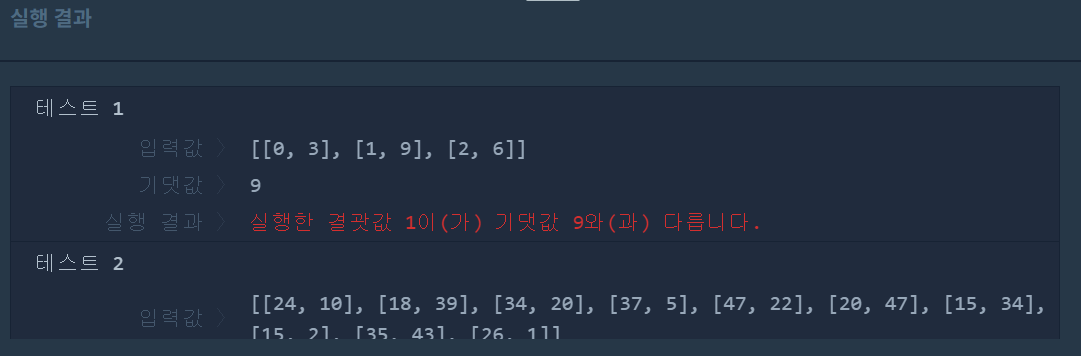 실행 결과
테스트 1
입력값 〉 [[0, 3], [1, 9], [2, 6]]
기댓값 〉 9
실행 결과 〉 실행한 결괏값 1이(가) 기댓값 9와(과) 다릅니다.
테스트 2
입력값 〉 [[24, 10], [18, 39], [34, 20], [37, 5], [47, 22], [20, 47], [15, 34],
[15, 2], [35, 43], [26, 1]]